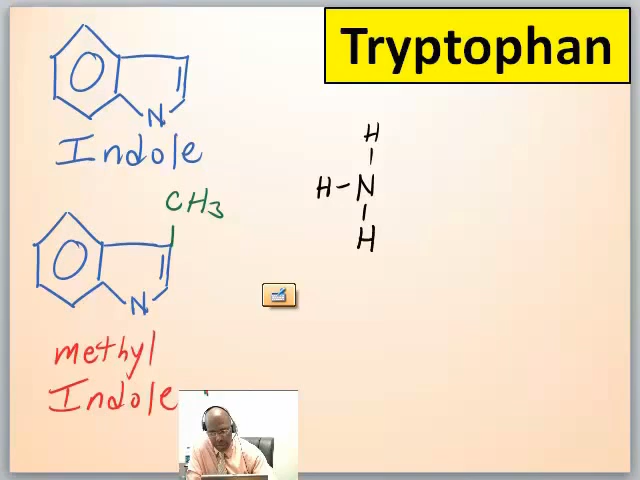 Tryptophan
N
Indole
CH3
N
methyl
Indole
H
H-N
H